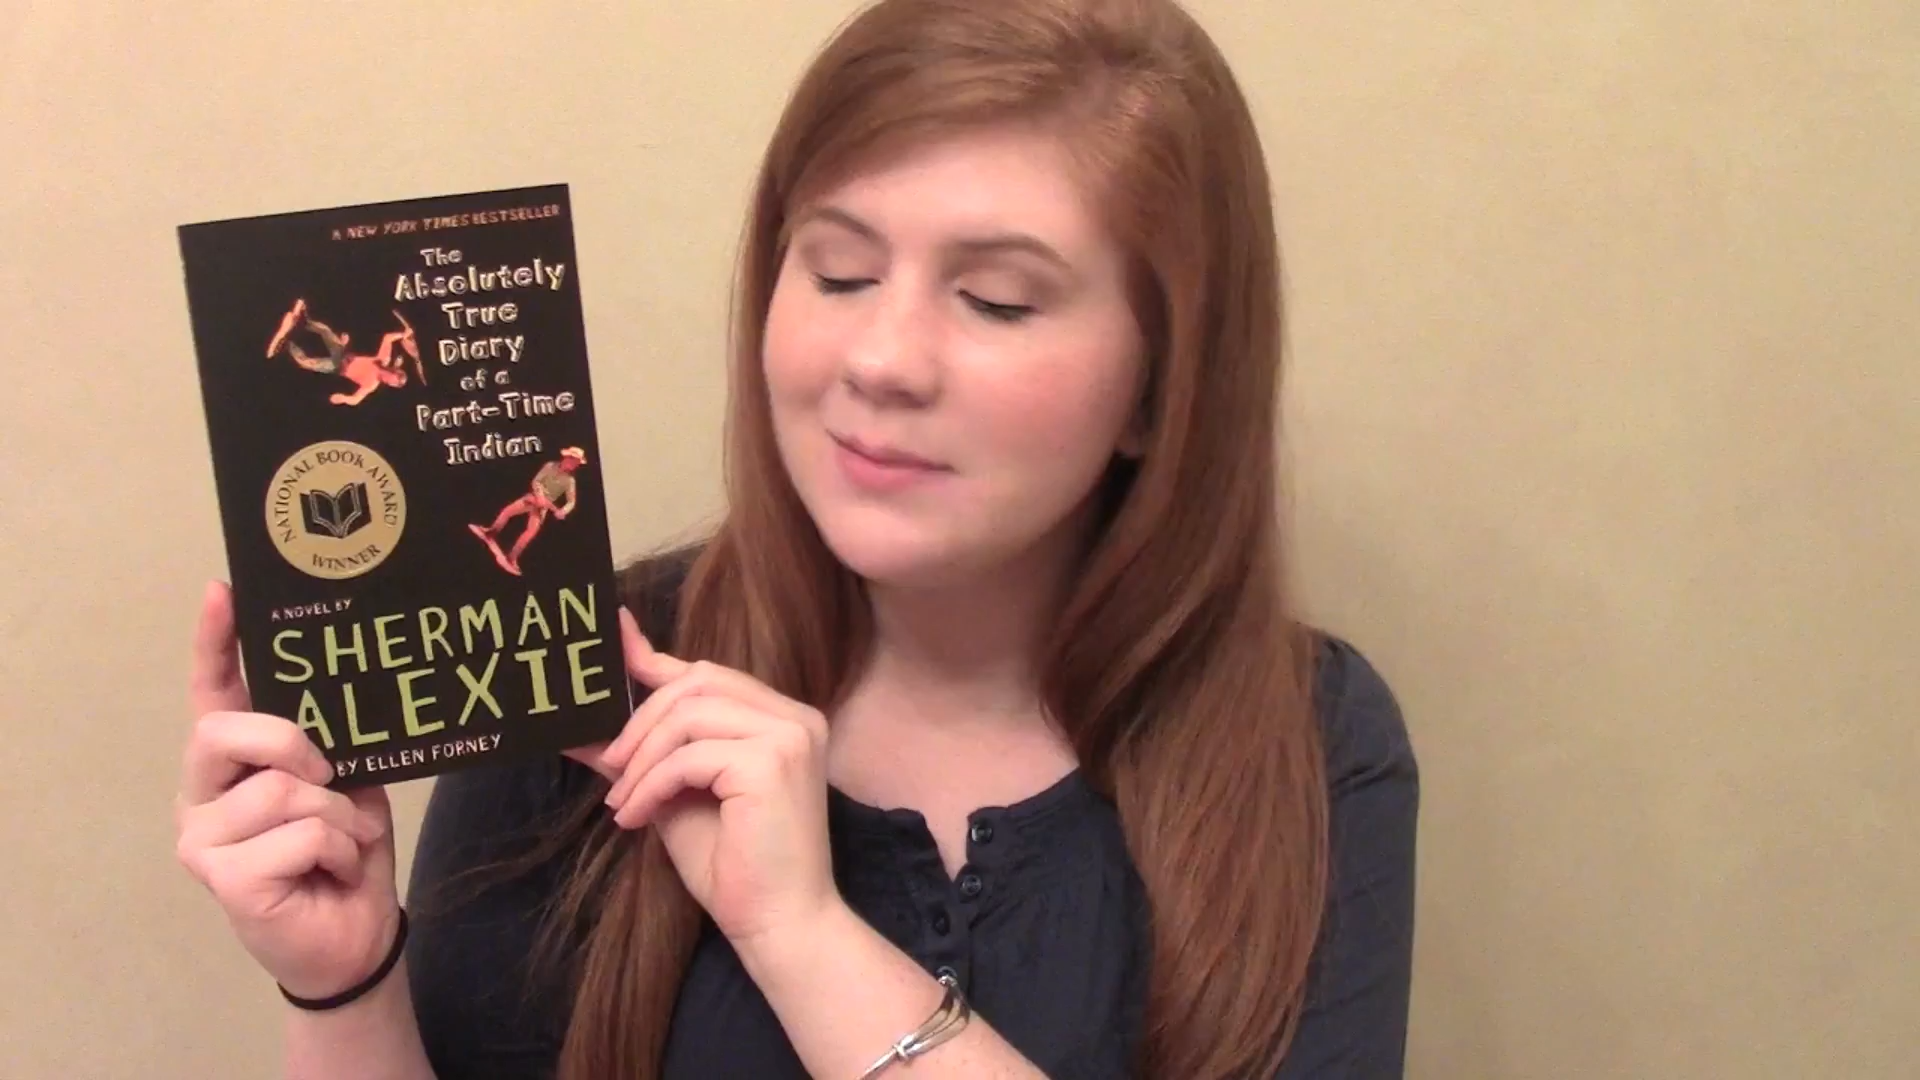 A NEW YORK TIMES BESTSELLER
The
Absolutely
True
Diary
of a
Part-Time
Indian
NATIONAL BOOK AWARD
WINNER
A NOVEL BY
SHERMAN
ALEXIE
BY ELLEN FORNEY